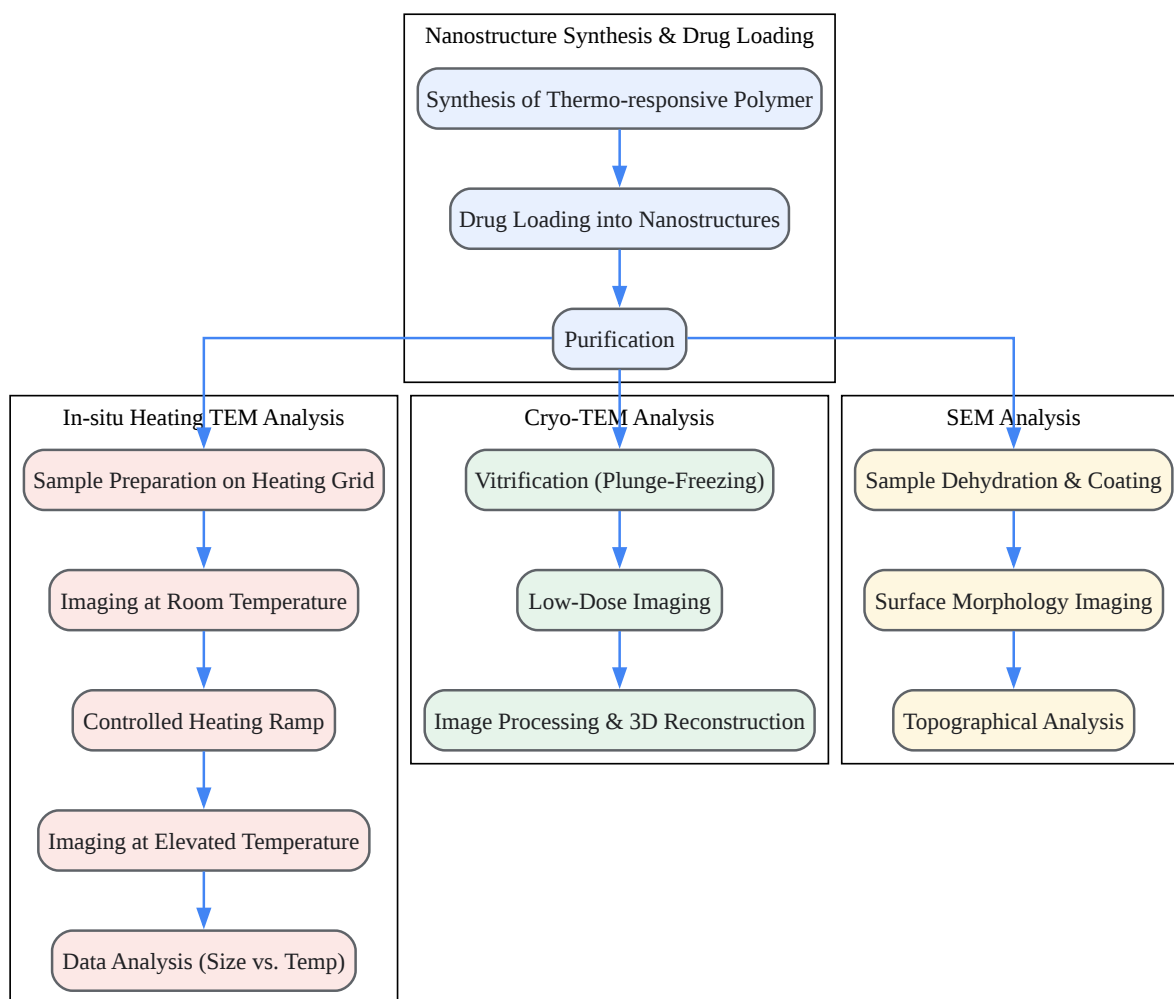 Nanostructure Synthesis & Drug Loading
Synthesis of Thermo-responsive Polymer
Drug Loading into Nanostructures
Purification
In-situ Heating TEM Analysis
Sample Preparation on Heating Grid
Imaging at Room Temperature
Controlled Heating Ramp
Imaging at Elevated Temperature
Data Analysis (Size vs. Temp)
Cryo-TEM Analysis
Vitrification (Plunge-Freezing)
Low-Dose Imaging
Image Processing & 3D Reconstruction
SEM Analysis
Sample Dehydration & Coating
Surface Morphology Imaging
Topographical Analysis